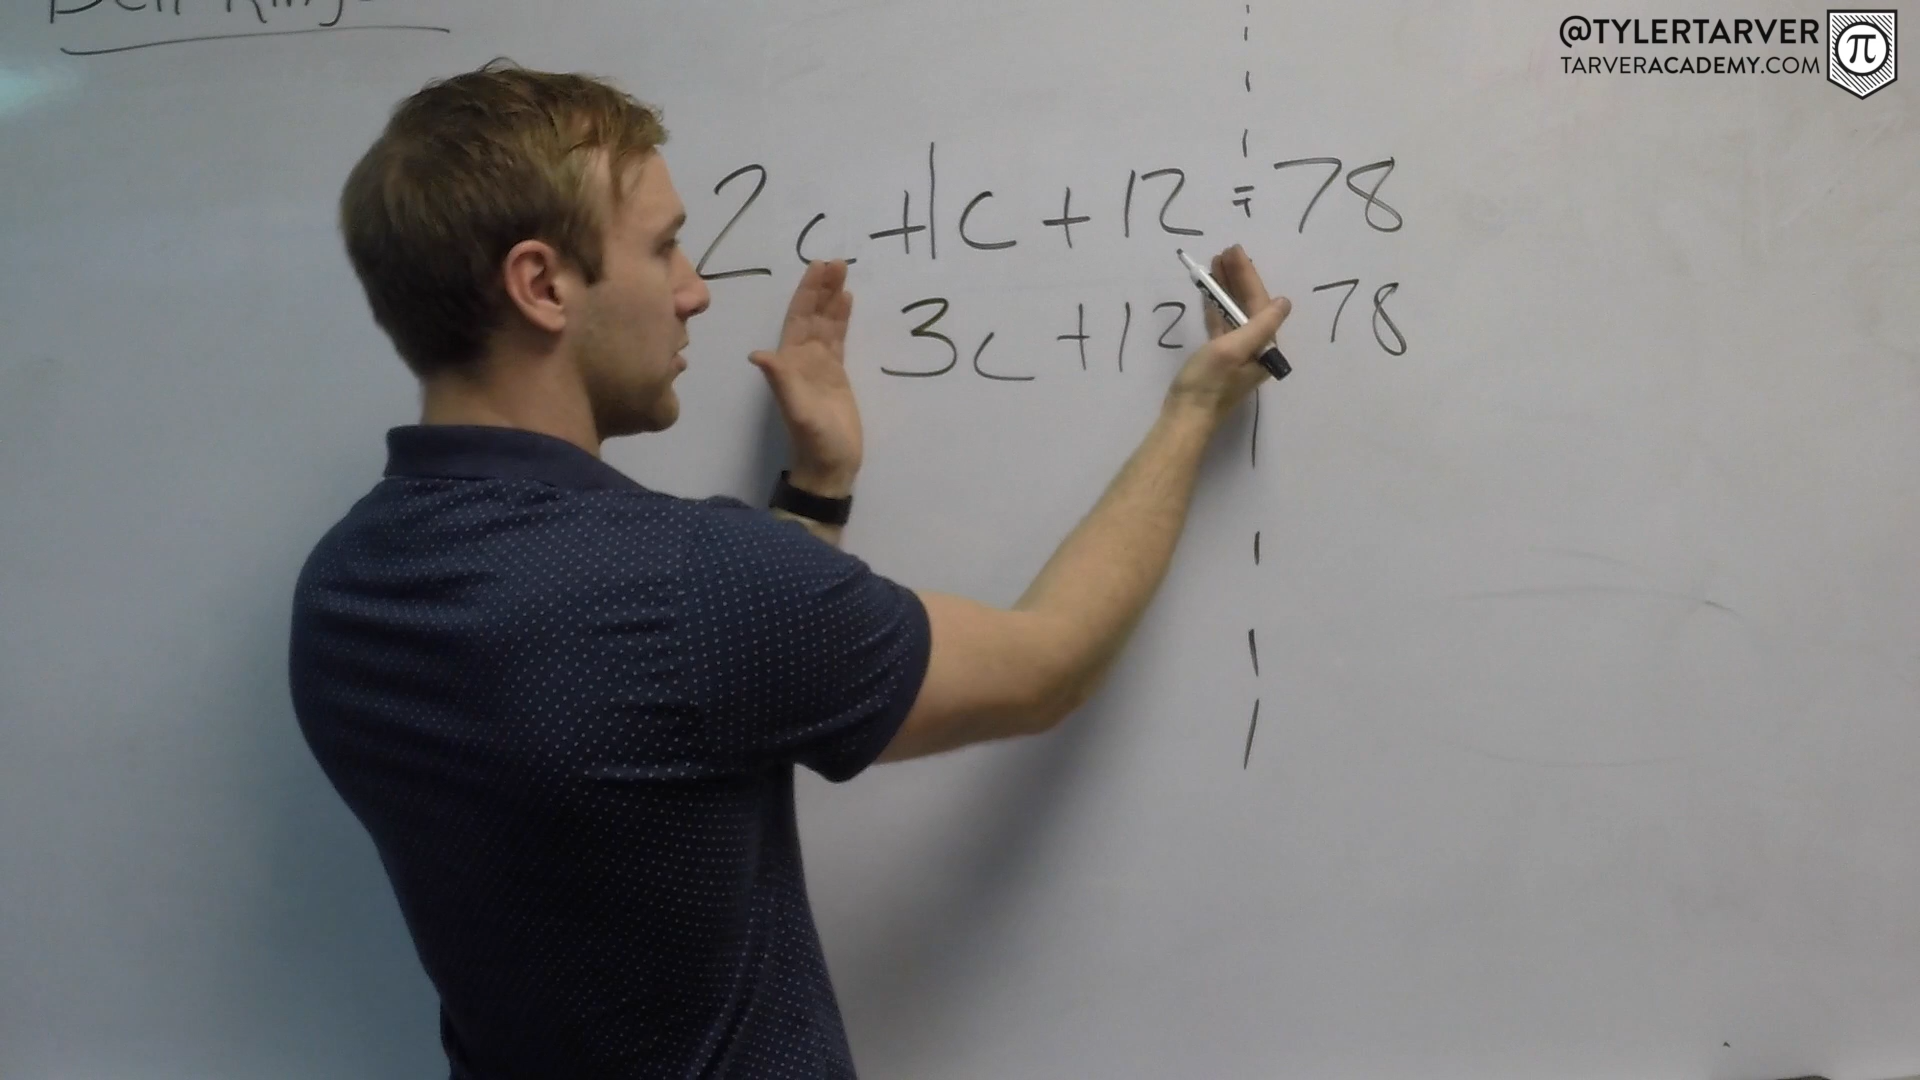 @TYLERTARVER
TARVERACADEMY.COM
π
2c + 1c + 12 = 78
3c + 12 78